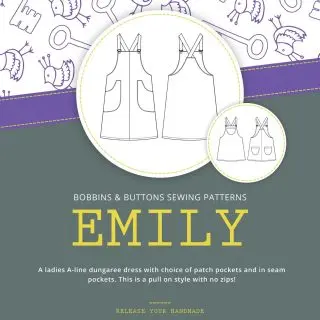 BOBBINS & BUTTONS SEWING PATTERNS
EMILY
A ladies A-line dungaree dress with choice of patch pockets and in seam
pockets. This is a pull on style with no zips!
RELEASE YOUR HANDMADE